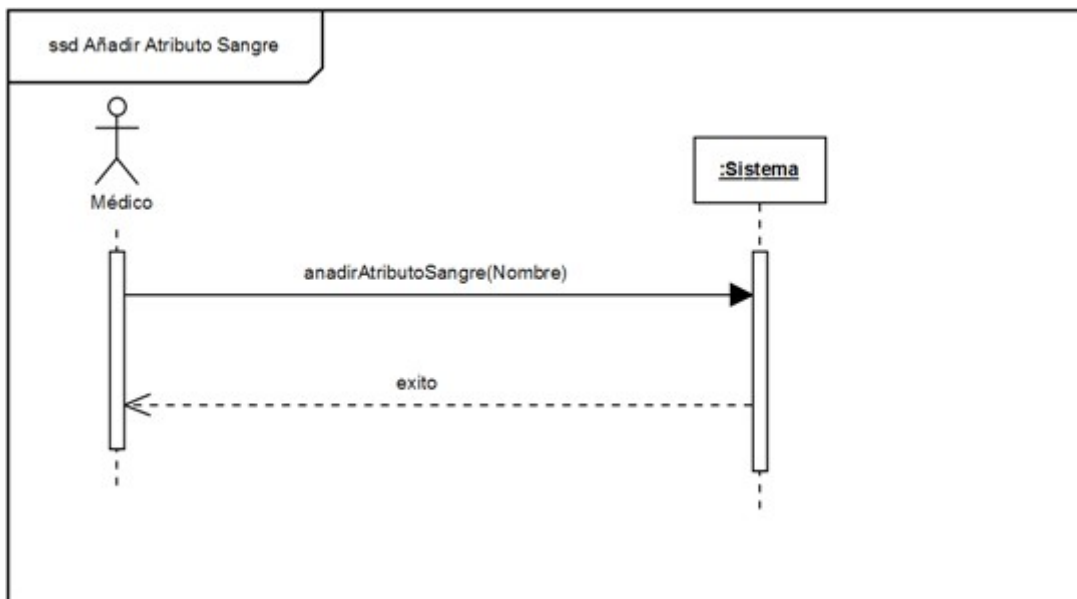 ssd Añadir Atributo Sangre
Médico
:Sistema
anadirAtributoSangre(Nombre)
exito